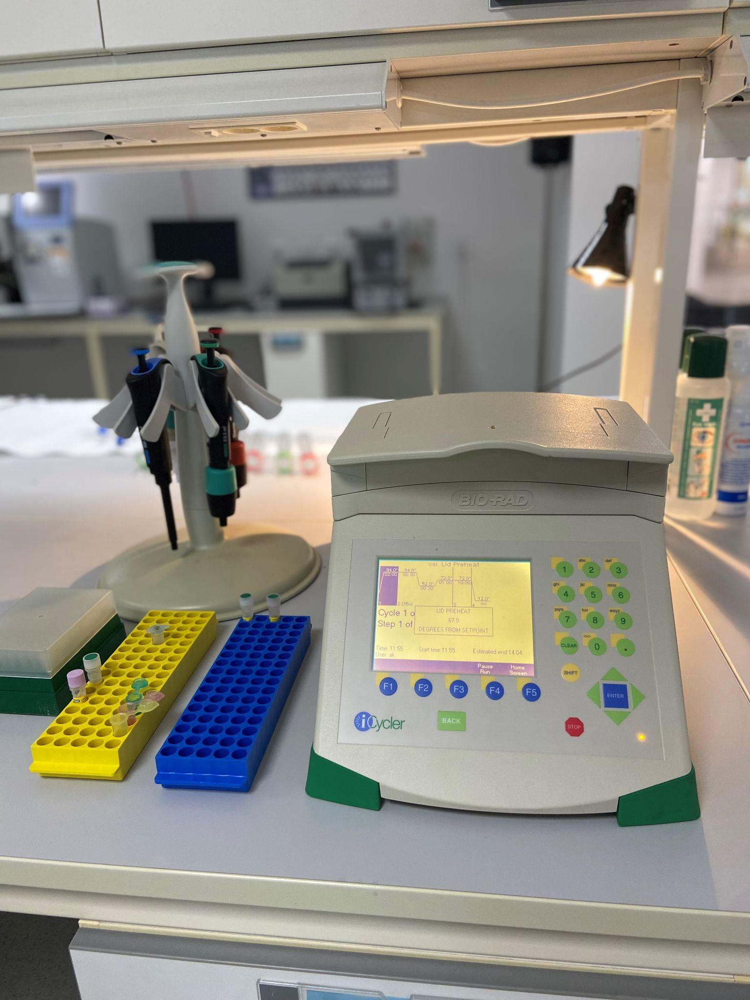 BIO-RAD
osi: Lid Preheat
94.0° 94.0° 72.0° 72.0°
02:00 00:30 52.0° 01:00 10:00
00:30 12.0°
1 2 (35x) 3 4 ∞
Cycle 1 o
Step 1 of
LID PREHEAT
67.9
DEGREES FROM SETPOINT
Time: 11:55 Start time: 11:55 Estimated end: 14:04
User: ak
Pause Run
Home Screen
F1 F2 F3 F4 F5
iCycler
BACK
1 abc 2 def 3
ghi 4 jkl 5 mno 6
pqrs 7 tuv 8 wxyz 9
CLEAR ∞ 0 .
SHIFT
ENTER
STOP